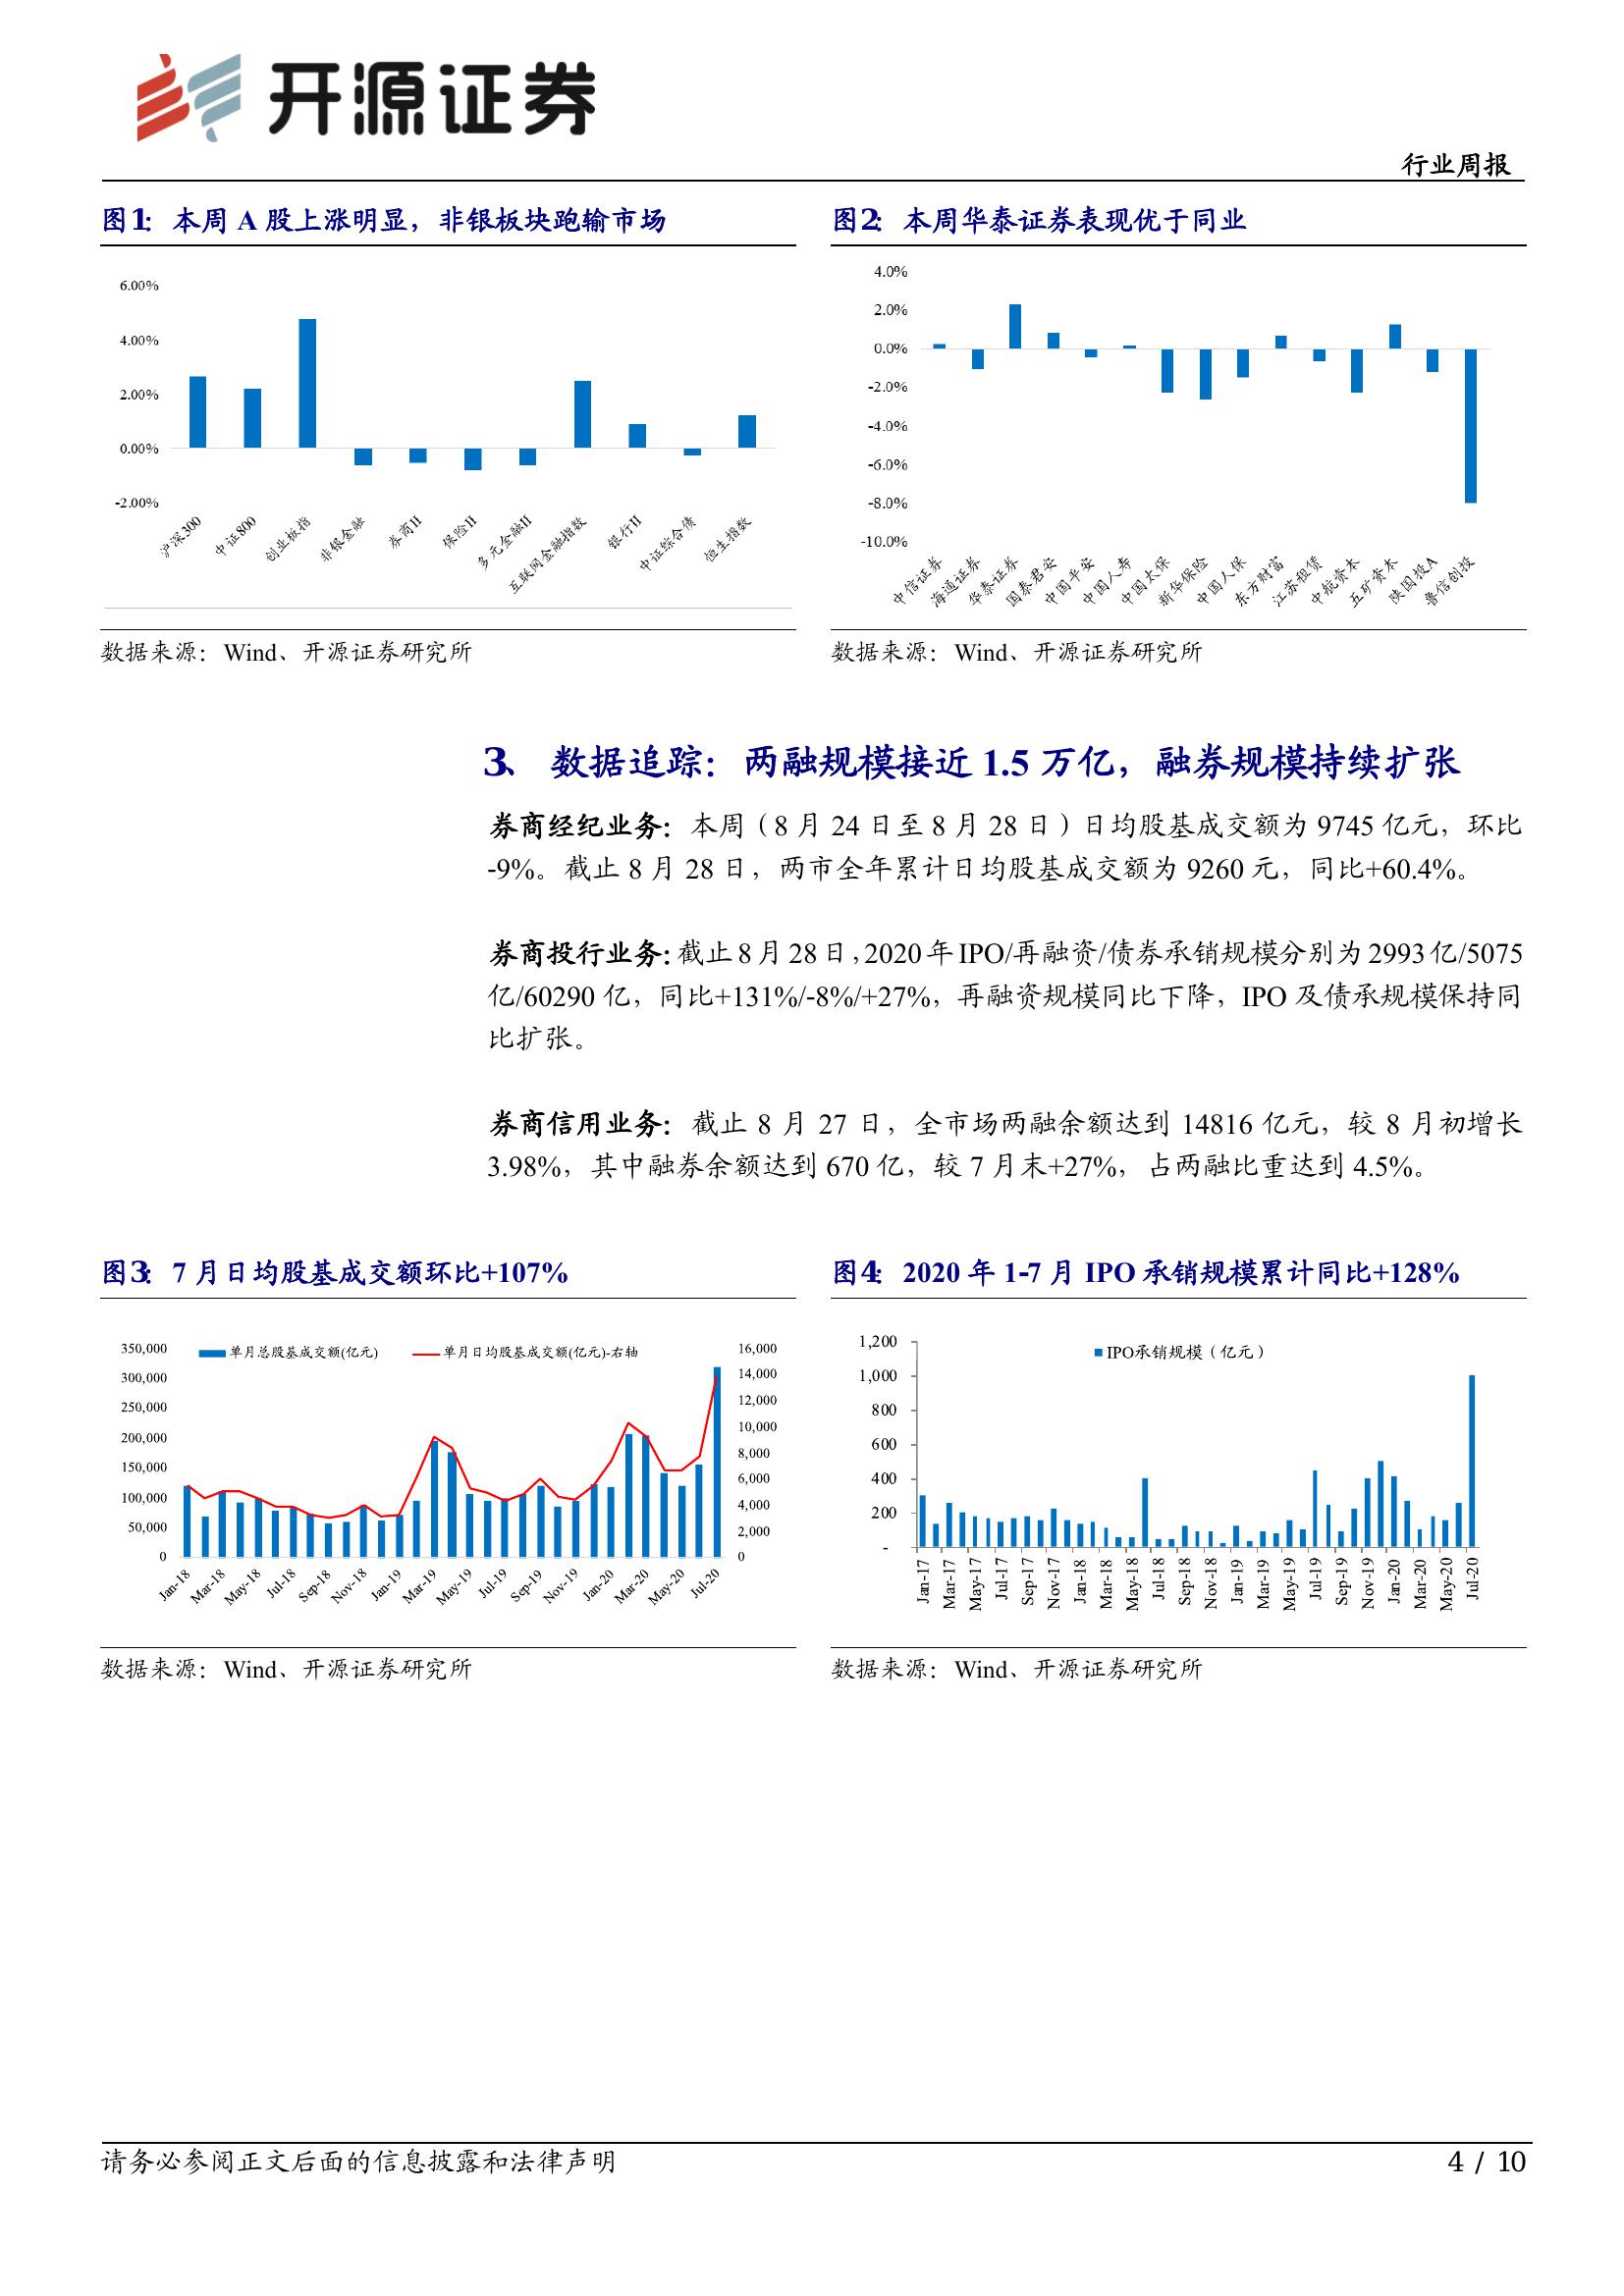 开源证券
行业周报
图1： 本周 A 股上涨明显，非银板块跑输市场
6.00%
4.00%
2.00%
0.00%
-2.00%
沪深300
中证800
创业板指
非银金融
券商II
保险II
多元金融II
互联网金融指数
银行II
中证综合债
恒生指数
数据来源：Wind、开源证券研究所
图2： 本周华泰证券表现优于同业
4.0%
2.0%
0.0%
-2.0%
-4.0%
-6.0%
-8.0%
-10.0%
中信证券
海通证券
华泰证券
国泰君安
中国平安
中国人寿
中国太保
新华保险
中国人保
东方财富
江苏租赁
中航资本
五矿资本
陕国投A
鲁信创投
数据来源：Wind、开源证券研究所
3、 数据追踪：两融规模接近 1.5 万亿，融券规模持续扩张
券商经纪业务：本周（8 月 24 日至 8 月 28 日）日均股基成交额为 9745 亿元，环比
-9%。截止 8 月 28 日，两市全年累计日均股基成交额为 9260 元，同比+60.4%。
券商投行业务：截止 8 月 28 日，2020 年 IPO/再融资/债券承销规模分别为 2993 亿/5075
亿/60290 亿，同比+131%/-8%/+27%，再融资规模同比下降，IPO 及债承规模保持同
比扩张。
券商信用业务：截止 8 月 27 日，全市场两融余额达到 14816 亿元，较 8 月初增长
3.98%，其中融券余额达到 670 亿，较 7 月末+27%，占两融比重达到 4.5%。
图3： 7 月日均股基成交额环比+107%
单月总股基成交额(亿元)
单月日均股基成交额(亿元)-右轴
350,000
300,000
250,000
200,000
150,000
100,000
50,000
0
16,000
14,000
12,000
10,000
8,000
6,000
4,000
2,000
0
Jan-18
Mar-18
May-18
Jul-18
Sep-18
Nov-18
Jan-19
Mar-19
May-19
Jul-19
Sep-19
Nov-19
Jan-20
Mar-20
May-20
Jul-20
数据来源：Wind、开源证券研究所
图4： 2020 年 1-7 月 IPO 承销规模累计同比+128%
IPO承销规模（亿元）
1,200
1,000
800
600
400
200
-
Jan-17
Mar-17
May-17
Jul-17
Sep-17
Nov-17
Jan-18
Mar-18
May-18
Jul-18
Sep-18
Nov-18
Jan-19
Mar-19
May-19
Jul-19
Sep-19
Nov-19
Jan-20
Mar-20
May-20
Jul-20
数据来源：Wind、开源证券研究所
请务必参阅正文后面的信息披露和法律声明
4 / 10